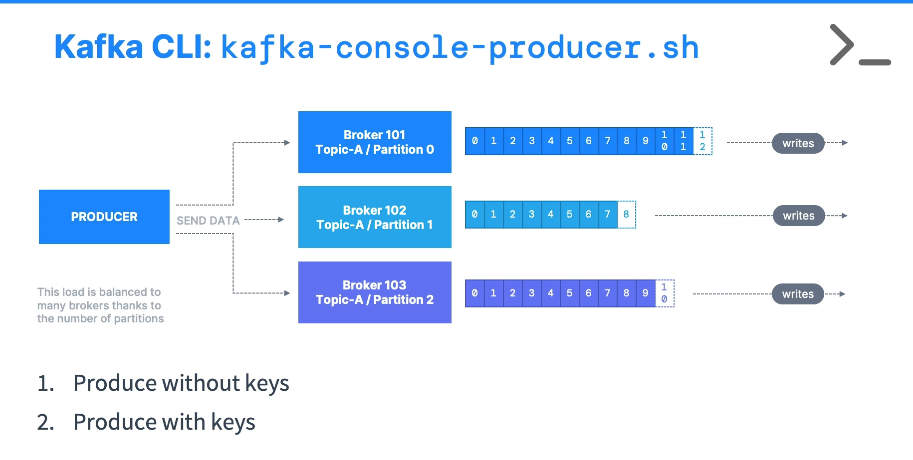 Kafka CLI: kafka-console-producer.sh
PRODUCER
SEND DATA
This load is balanced to
many brokers thanks to
the number of partitions
Broker 101
Topic-A / Partition 0
0 1 2 3 4 5 6 7 8 9 10 11 12
writes
Broker 102
Topic-A / Partition 1
0 1 2 3 4 5 6 7 8
writes
Broker 103
Topic-A / Partition 2
0 1 2 3 4 5 6 7 8 9 10
writes
1. Produce without keys
2. Produce with keys